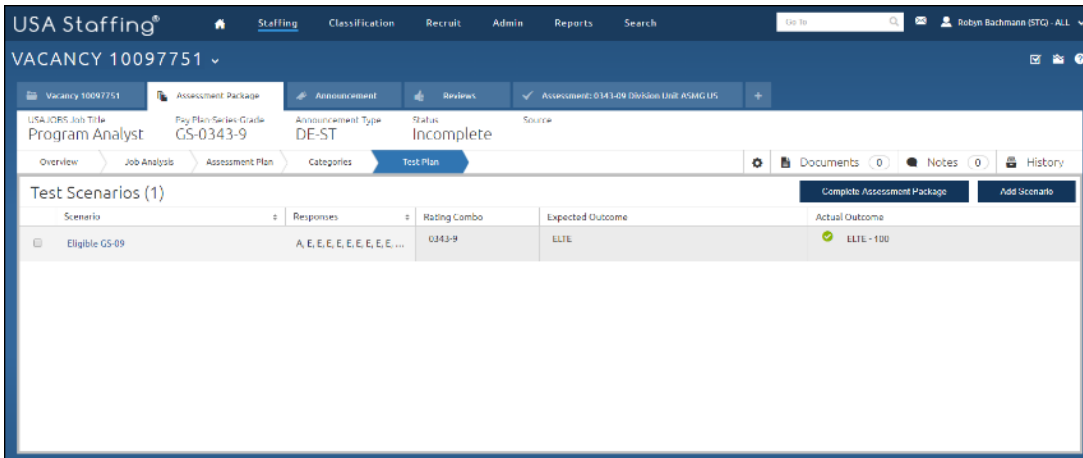 USA Staffing® Staffing Classification Recruit Admin Reports Search Go To Robyn Bachmann (STG) - ALL
VACANCY 10097751
Vacancy 10097751 Assessment Package Announcement Reviews Assessment: 0343-09 Division Unit ASMG US +
USAJOBS Job Title Pay Plan-Series-Grade Announcement Type Status Source
Program Analyst GS-0343-9 DE-ST Incomplete
Overview Job Analysis Assessment Plan Categories Test Plan Documents 0 Notes 0 History
Test Scenarios (1) Complete Assessment Package Add Scenario
Scenario Responses Rating Combo Expected Outcome Actual Outcome
Eligible GS-09 A, E, E, E, E, E, E, E, E, E, ... 0343-9 ELTE ELTE - 100